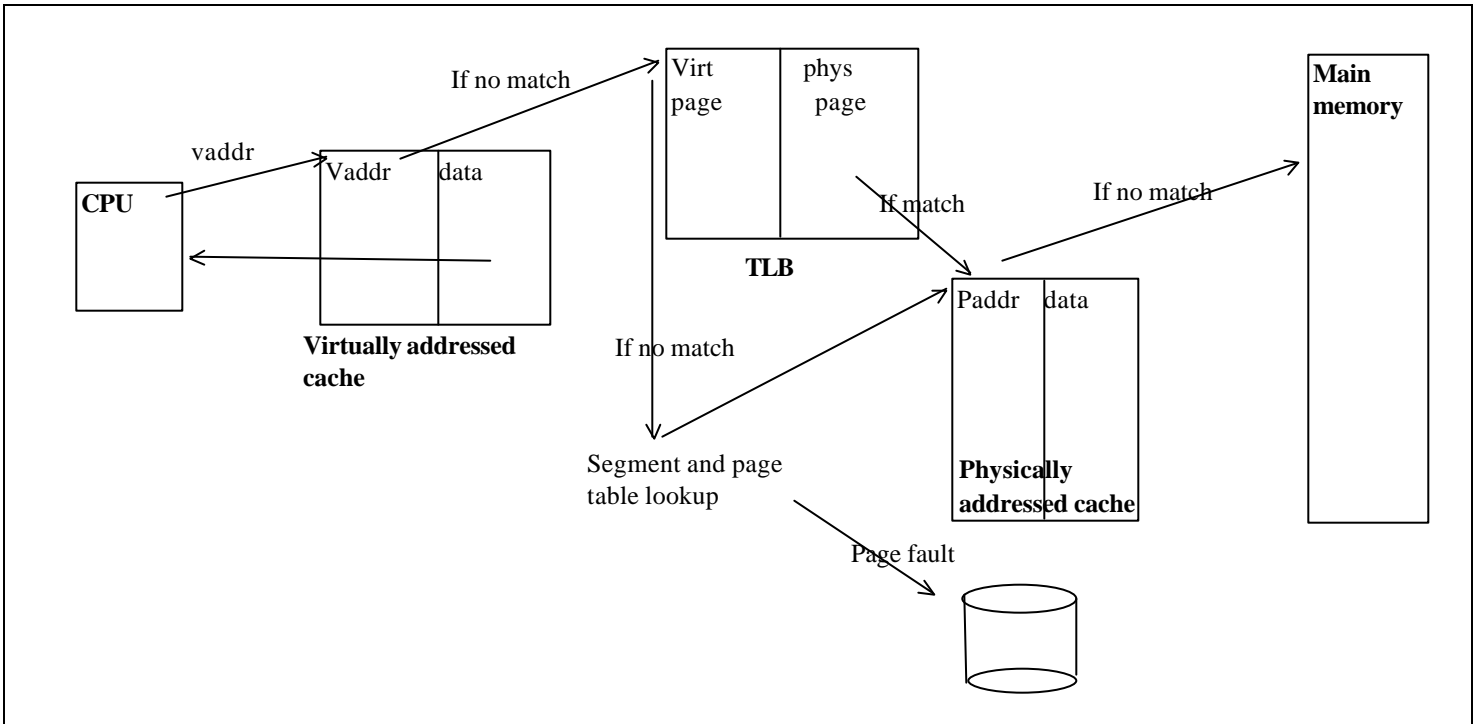 If no match
vaddr
CPU
Vaddr data
Virtually addressed
cache
Virt phys
page page
TLB
If match
If no match
Segment and page
table lookup
Page fault
Paddr data
Physically
addressed cache
If no match
Main
memory